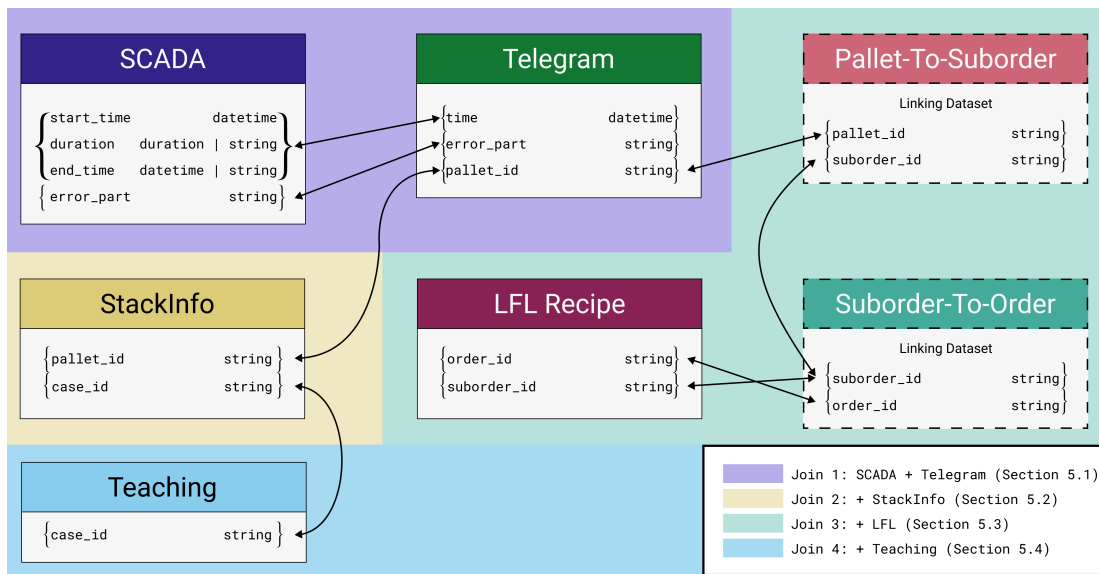 SCADA
start_time datetime
duration duration | string
end_time datetime | string
error_part string
Telegram
time datetime
error_part string
pallet_id string
Pallet-To-Suborder
Linking Dataset
pallet_id string
suborder_id string
StackInfo
pallet_id string
case_id string
LFL Recipe
order_id string
suborder_id string
Suborder-To-Order
Linking Dataset
suborder_id string
order_id string
Teaching
case_id string
Join 1: SCADA + Telegram (Section 5.1)
Join 2: + StackInfo (Section 5.2)
Join 3: + LFL (Section 5.3)
Join 4: + Teaching (Section 5.4)